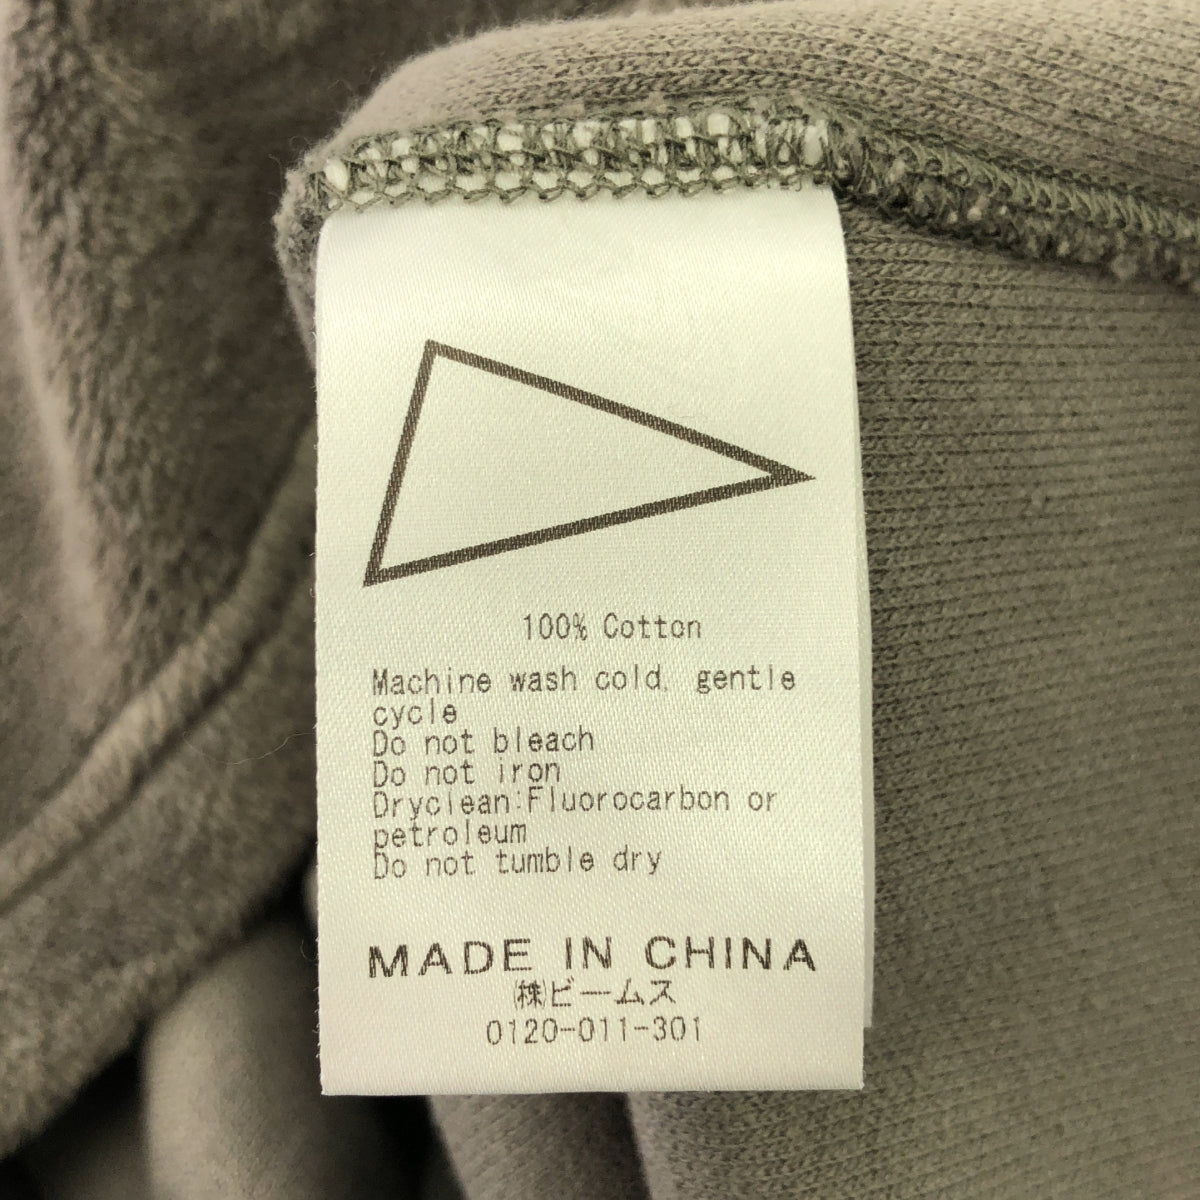 100% Cotton
Machine wash cold, gentle
cycle
Do not bleach
Do not iron
Dryclean:Fluorocarbon or
petroleum
Do not tumble dry
MADE IN CHINA
㈱ビームス
0120-011-301